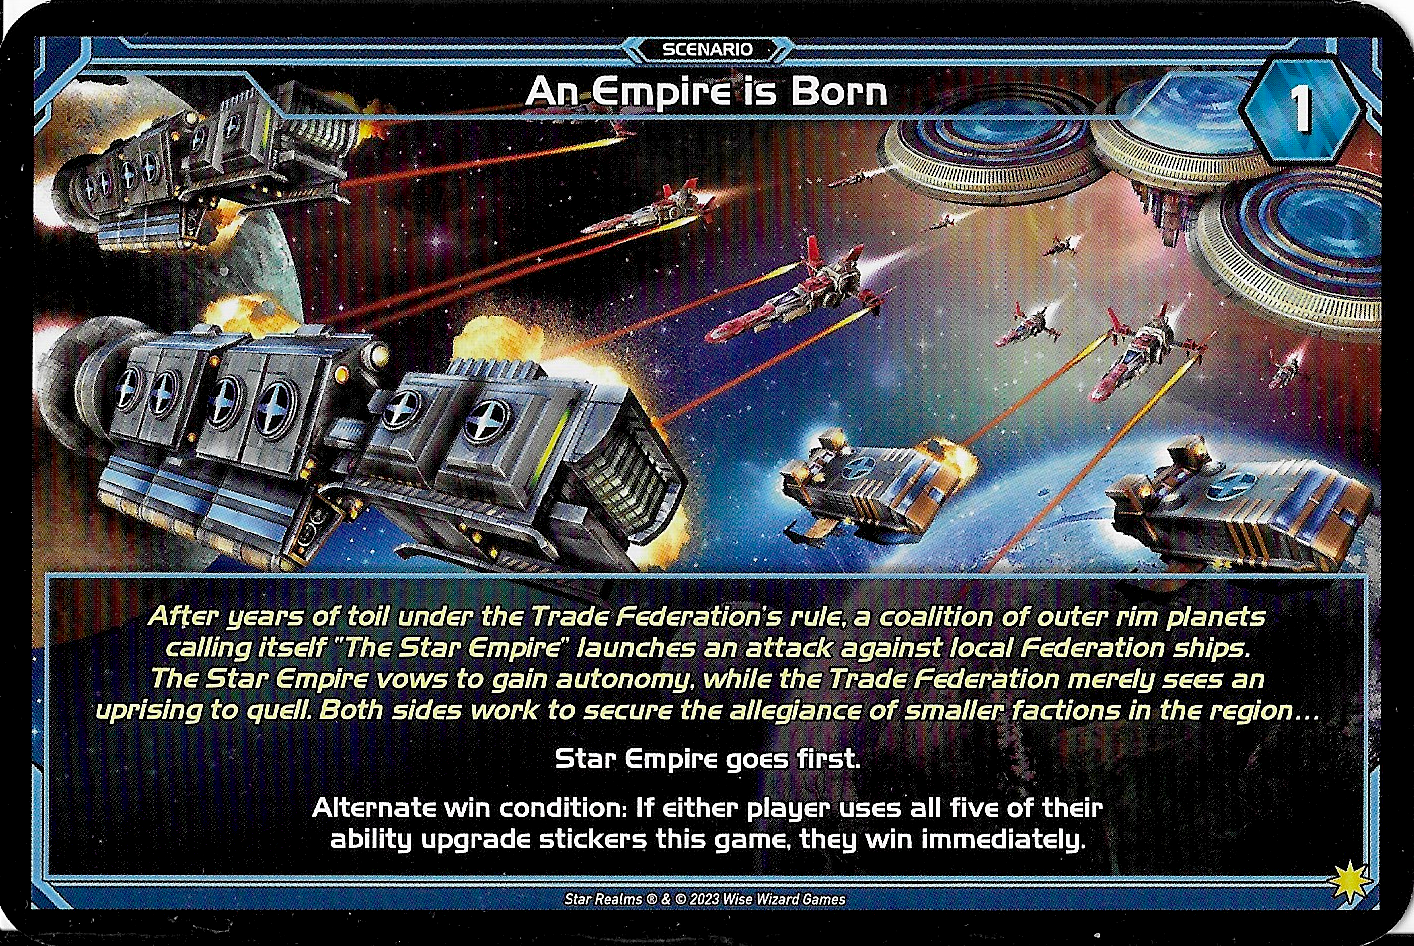 SCENARIO
An Empire is Born
1
After years of toil under the Trade Federation's rule, a coalition of outer rim planets
calling itself "The Star Empire" launches an attack against local Federation ships.
The Star Empire vows to gain autonomy, while the Trade Federation merely sees an
uprising to quell. Both sides work to secure the allegiance of smaller factions in the region...
Star Empire goes first.
Alternate win condition: If either player uses all five of their
ability upgrade stickers this game, they win immediately.
Star Realms ® & © 2023 Wise Wizard Games